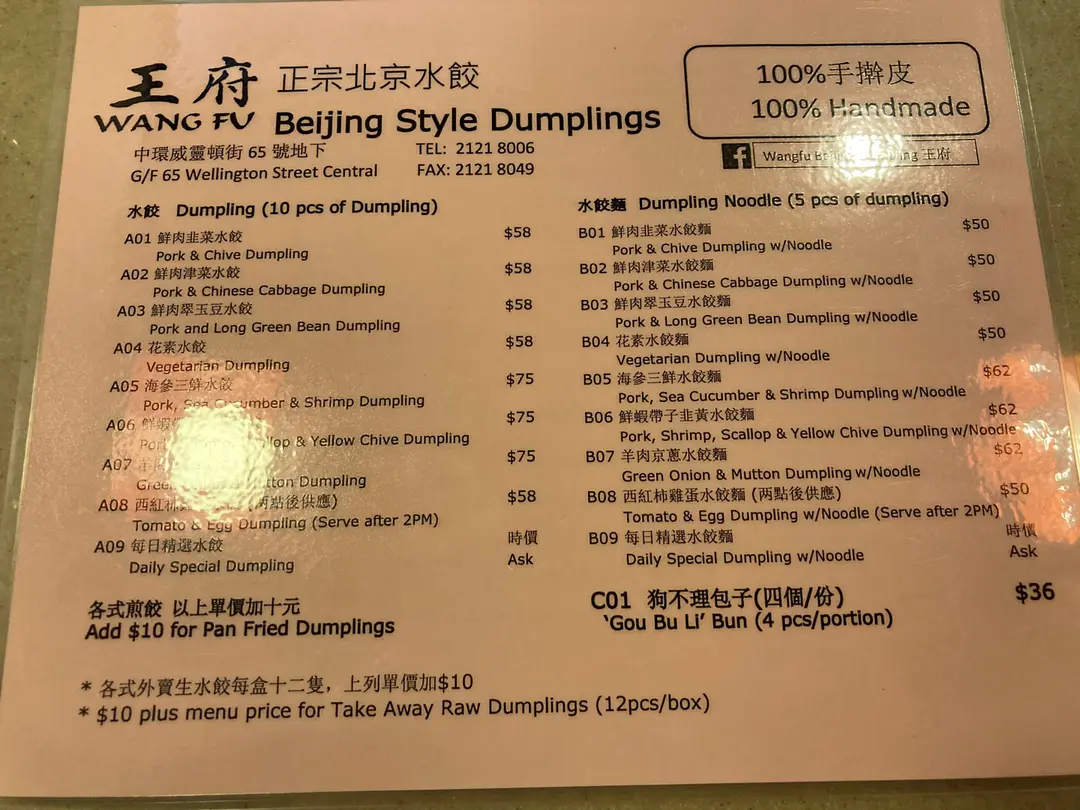 王府 正宗北京水餃
WANG FU Beijing Style Dumplings
100%手擀皮
100% Handmade
中環威靈頓街 65 號地下 TEL: 2121 8006
G/F 65 Wellington Street Central FAX: 2121 8049
f Wangfu Dumpling 王府
水餃 Dumpling (10 pcs of Dumpling)
A01 鮮肉韭菜水餃 $58
Pork & Chive Dumpling
A02 鮮肉津菜水餃 $58
Pork & Chinese Cabbage Dumpling
A03 鮮肉翠玉豆水餃 $58
Pork and Long Green Bean Dumpling
A04 花素水餃 $58
Vegetarian Dumpling
A05 海參三鮮水餃 $75
Pork, Sea Cucumber & Shrimp Dumpling
A06 鮮蝦 $75
& Yellow Chive Dumpling
A07 羊肉 $75
Mutton Dumpling
A08 西紅柿 (两點後供應) $58
Tomato & Egg Dumpling (Serve after 2PM)
A09 每日精選水餃 時價
Daily Special Dumpling Ask
各式煎餃 以上單價加十元
Add $10 for Pan Fried Dumplings
水餃麵 Dumpling Noodle (5 pcs of dumpling)
B01 鮮肉韭菜水餃麵 $50
Pork & Chive Dumpling w/Noodle
B02 鮮肉津菜水餃麵 $50
Pork & Chinese Cabbage Dumpling w/Noodle
B03 鮮肉翠玉豆水餃麵 $50
Pork & Long Green Bean Dumpling w/Noodle
B04 花素水餃麵 $50
Vegetarian Dumpling w/Noodle
B05 海參三鮮水餃麵 $62
Pork, Sea Cucumber & Shrimp Dumpling w/Noodle
B06 鮮蝦帶子韭黃水餃麵 $62
Pork, Shrimp, Scallop & Yellow Chive Dumpling w/Noodle
B07 羊肉京蔥水餃麵 $62
Green Onion & Mutton Dumpling w/Noodle
B08 西紅柿雞蛋水餃麵 (两點後供應) $50
Tomato & Egg Dumpling w/Noodle (Serve after 2PM)
B09 每日精選水餃麵 時價
Daily Special Dumpling w/Noodle Ask
C01 狗不理包子(四個/份) $36
'Gou Bu Li' Bun (4 pcs/portion)
* 各式外賣生水餃每盒十二隻，上列單價加$10
* $10 plus menu price for Take Away Raw Dumplings (12pcs/box)